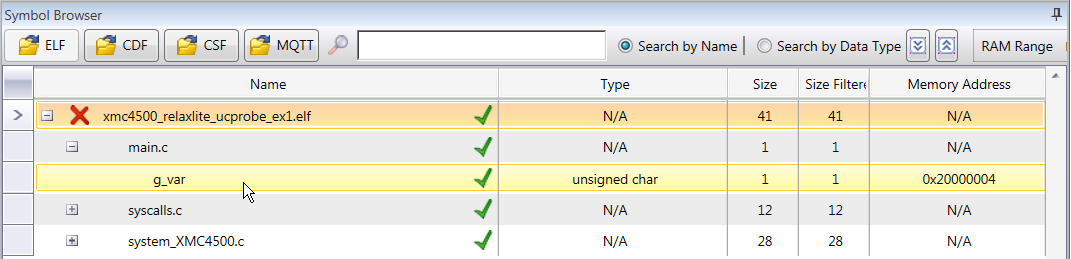 Symbol Browser
ELF CDF CSF MQTT Search by Name Search by Data Type RAM Range
Name Type Size Size Filtere Memory Address
xmc4500_relaxlite_ucprobe_ex1.elf N/A 41 41 N/A
main.c N/A 1 1 N/A
g_var unsigned char 1 1 0x20000004
syscalls.c N/A 12 12 N/A
system_XMC4500.c N/A 28 28 N/A